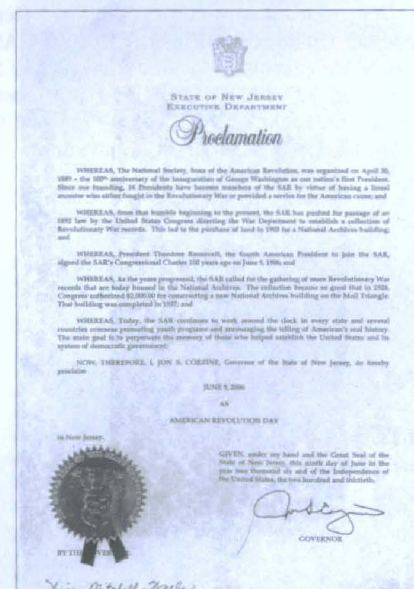 STATE OF NEW JERSEY
EXECUTIVE DEPARTMENT
Proclamation
WHEREAS, The National Society, Sons of the American Revolution, was organized on April 30,
1889 – the 100th anniversary of the inauguration of George Washington as our nation's first President.
Since our founding, 16 Presidents have become members of the SAR by virtue of having a lineal
ancestor who either fought in the Revolutionary War or provided a service for the American cause; and
WHEREAS, from that humble beginning to the present, the SAR has pushed for passage of an
1892 law by the United States Congress directing the War Department to establish a collection of
Revolutionary War records. This led to the purchase of land in 1903 for a National Archives building;
and
WHEREAS, President Theodore Roosevelt, the fourth American President to join the SAR,
signed the SAR's Congressional Charter 100 years ago on June 9, 1906; and
WHEREAS, As the years progressed, the SAR called for the gathering of more Revolutionary War
records that are today housed in the National Archives. The collection became so great that in 1928,
Congress authorized $2,000.00 for constructing a new National Archives building on the Mall Triangle.
That building was completed in 1937; and
WHEREAS, Today, the SAR continues to work around the clock in every state and several
countries overseas promoting youth programs and encouraging the telling of American's real history.
The main goal is to perpetuate the memory of those who helped establish the United States and its
system of democratic government;
NOW, THEREFORE, I, JON S. CORZINE, Governor of the State of New Jersey, do hereby
proclaim
JUNE 9, 2006
AS
AMERICAN REVOLUTION DAY
in New Jersey.
GIVEN, under my hand and the Great Seal of the
State of New Jersey, this ninth day of June in the
year two thousand six and of the Independence of
the United States, the two hundred and thirtieth.
GOVERNOR
BY THE GOVERNOR